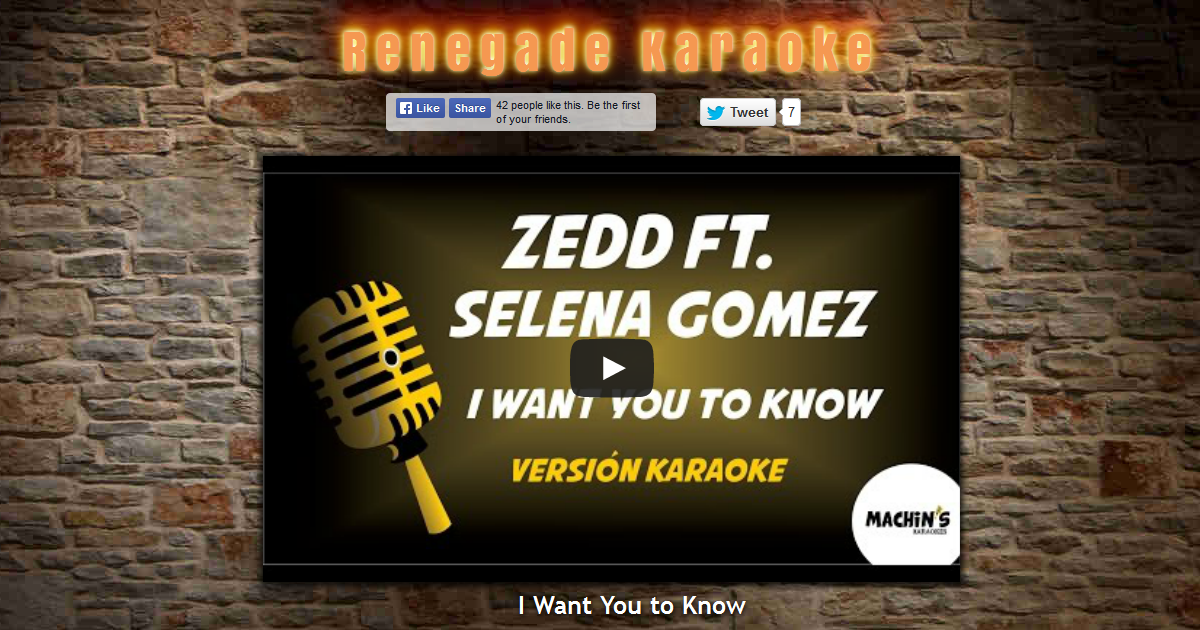 Renegade Karaoke
Like Share 42 people like this. Be the first
of your friends.
Tweet 7
ZEDD FT.
SELENA GOMEZ
I WANT YOU TO KNOW
VERSIÓN KARAOKE
MACHiN'S
KARAOKES
I Want You to Know